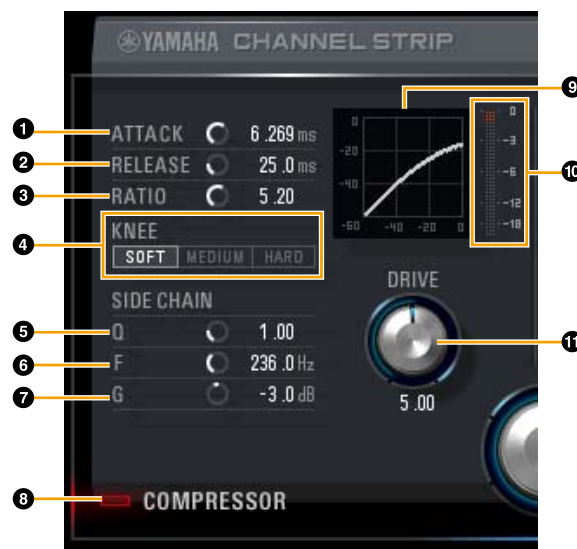 YAMAHA CHANNEL STRIP
9
1 ATTACK 6.269 ms
2 RELEASE 25.0 ms
3 RATIO 5.20
0
-20
-40
-60 -40 -20 0
0
-3
-6
-12
-18
10
4 KNEE
SOFT MEDIUM HARD
SIDE CHAIN
5 Q 1.00
6 F 236.0 Hz
7 G -3.0 dB
DRIVE
11
5.00
8 COMPRESSOR